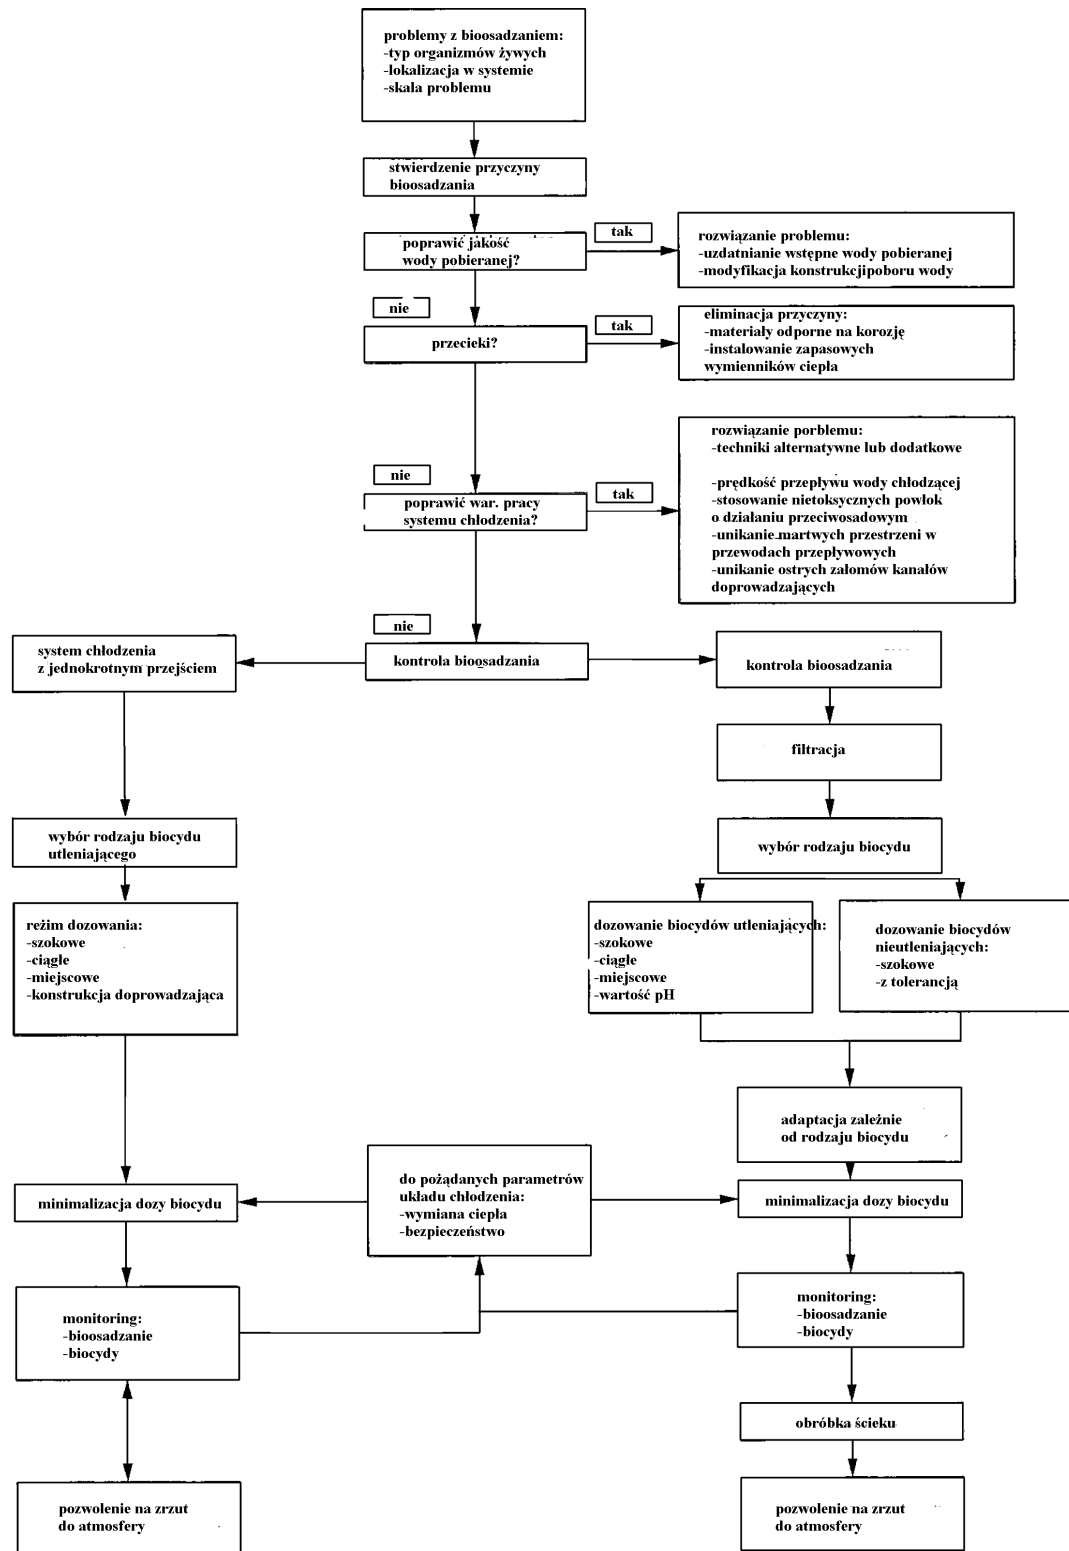 problemy z bioosadzaniem:
-typ organizmów żywych
-lokalizacja w systemie
-skala problemu
stwierdzenie przyczyny
bioosadzania
poprawić jakość
wody pobieranej?
tak
rozwiązanie problemu:
-uzdatnianie wstępne wody pobieranej
-modyfikacja konstrukcjipoboru wody
nie
przecieki?
tak
eliminacja przyczyny:
-materiały odporne na korozję
-instalowanie zapasowych
wymienników ciepła
nie
poprawić war. pracy
systemu chłodzenia?
tak
rozwiązanie porblemu:
-techniki alternatywne lub dodatkowe
-prędkość przepływu wody chłodzącej
-stosowanie nietoksycznych powłok
o działaniu przeciwosadowym
-unikanie martwych przestrzeni w
przewodach przepływowych
-unikanie ostrych załomów kanałów
doprowadzających
nie
system chłodzenia
z jednokrotnym przejściem
kontrola bioosadzania
kontrola bioosadzania
filtracja
wybór rodzaju biocydu
utleniającego
wybór rodzaju biocydu
reżim dozowania:
-szokowe
-ciągłe
-miejscowe
-konstrukcja doprowadzająca
dozowanie biocydów utleniających:
-szokowe
-ciągłe
-miejscowe
-wartość pH
dozowanie biocydów
nieutleniających:
-szokowe
-z tolerancją
adaptacja zależnie
od rodzaju biocydu
minimalizacja dozy biocydu
do pożądanych parametrów
układu chłodzenia:
-wymiana ciepła
-bezpieczeństwo
minimalizacja dozy biocydu
monitoring:
-bioosadzanie
-biocydy
monitoring:
-bioosadzanie
-biocydy
obróbka ścieku
pozwolenie na zrzut
do atmosfery
pozwolenie na zrzut
do atmosfery